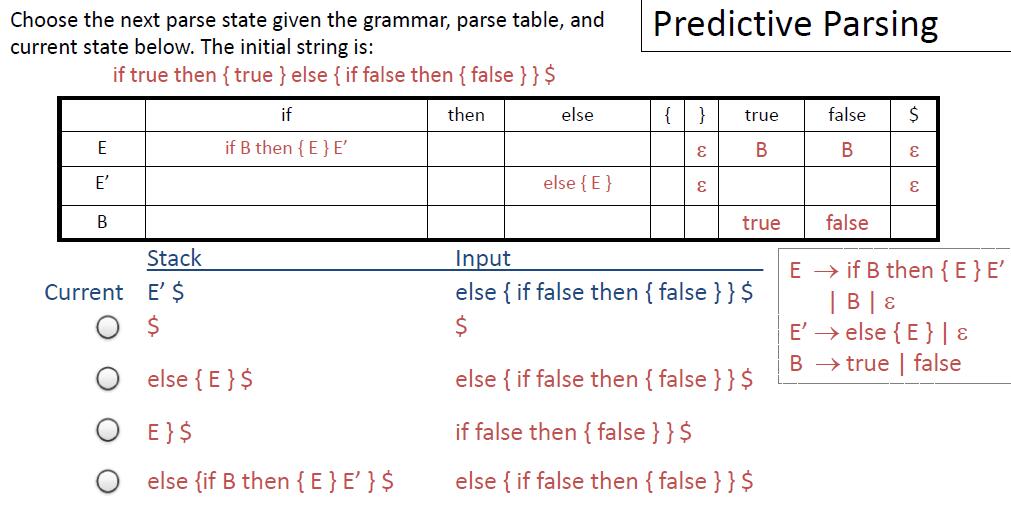 Choose the next parse state given the grammar, parse table, and
current state below. The initial string is:
if true then { true } else { if false then { false } } $
Predictive Parsing
if then else { } true false $
E if B then { E } E’ ε B B ε
E’ else { E } ε ε
B true false
Stack Input
Current E’ $ else { if false then { false } } $
$ $
else { E } $ else { if false then { false } } $
E } $ if false then { false } } $
else {if B then { E } E’ } $ else { if false then { false } } $
E → if B then { E } E’
| B | ε
E’ → else { E } | ε
B → true | false